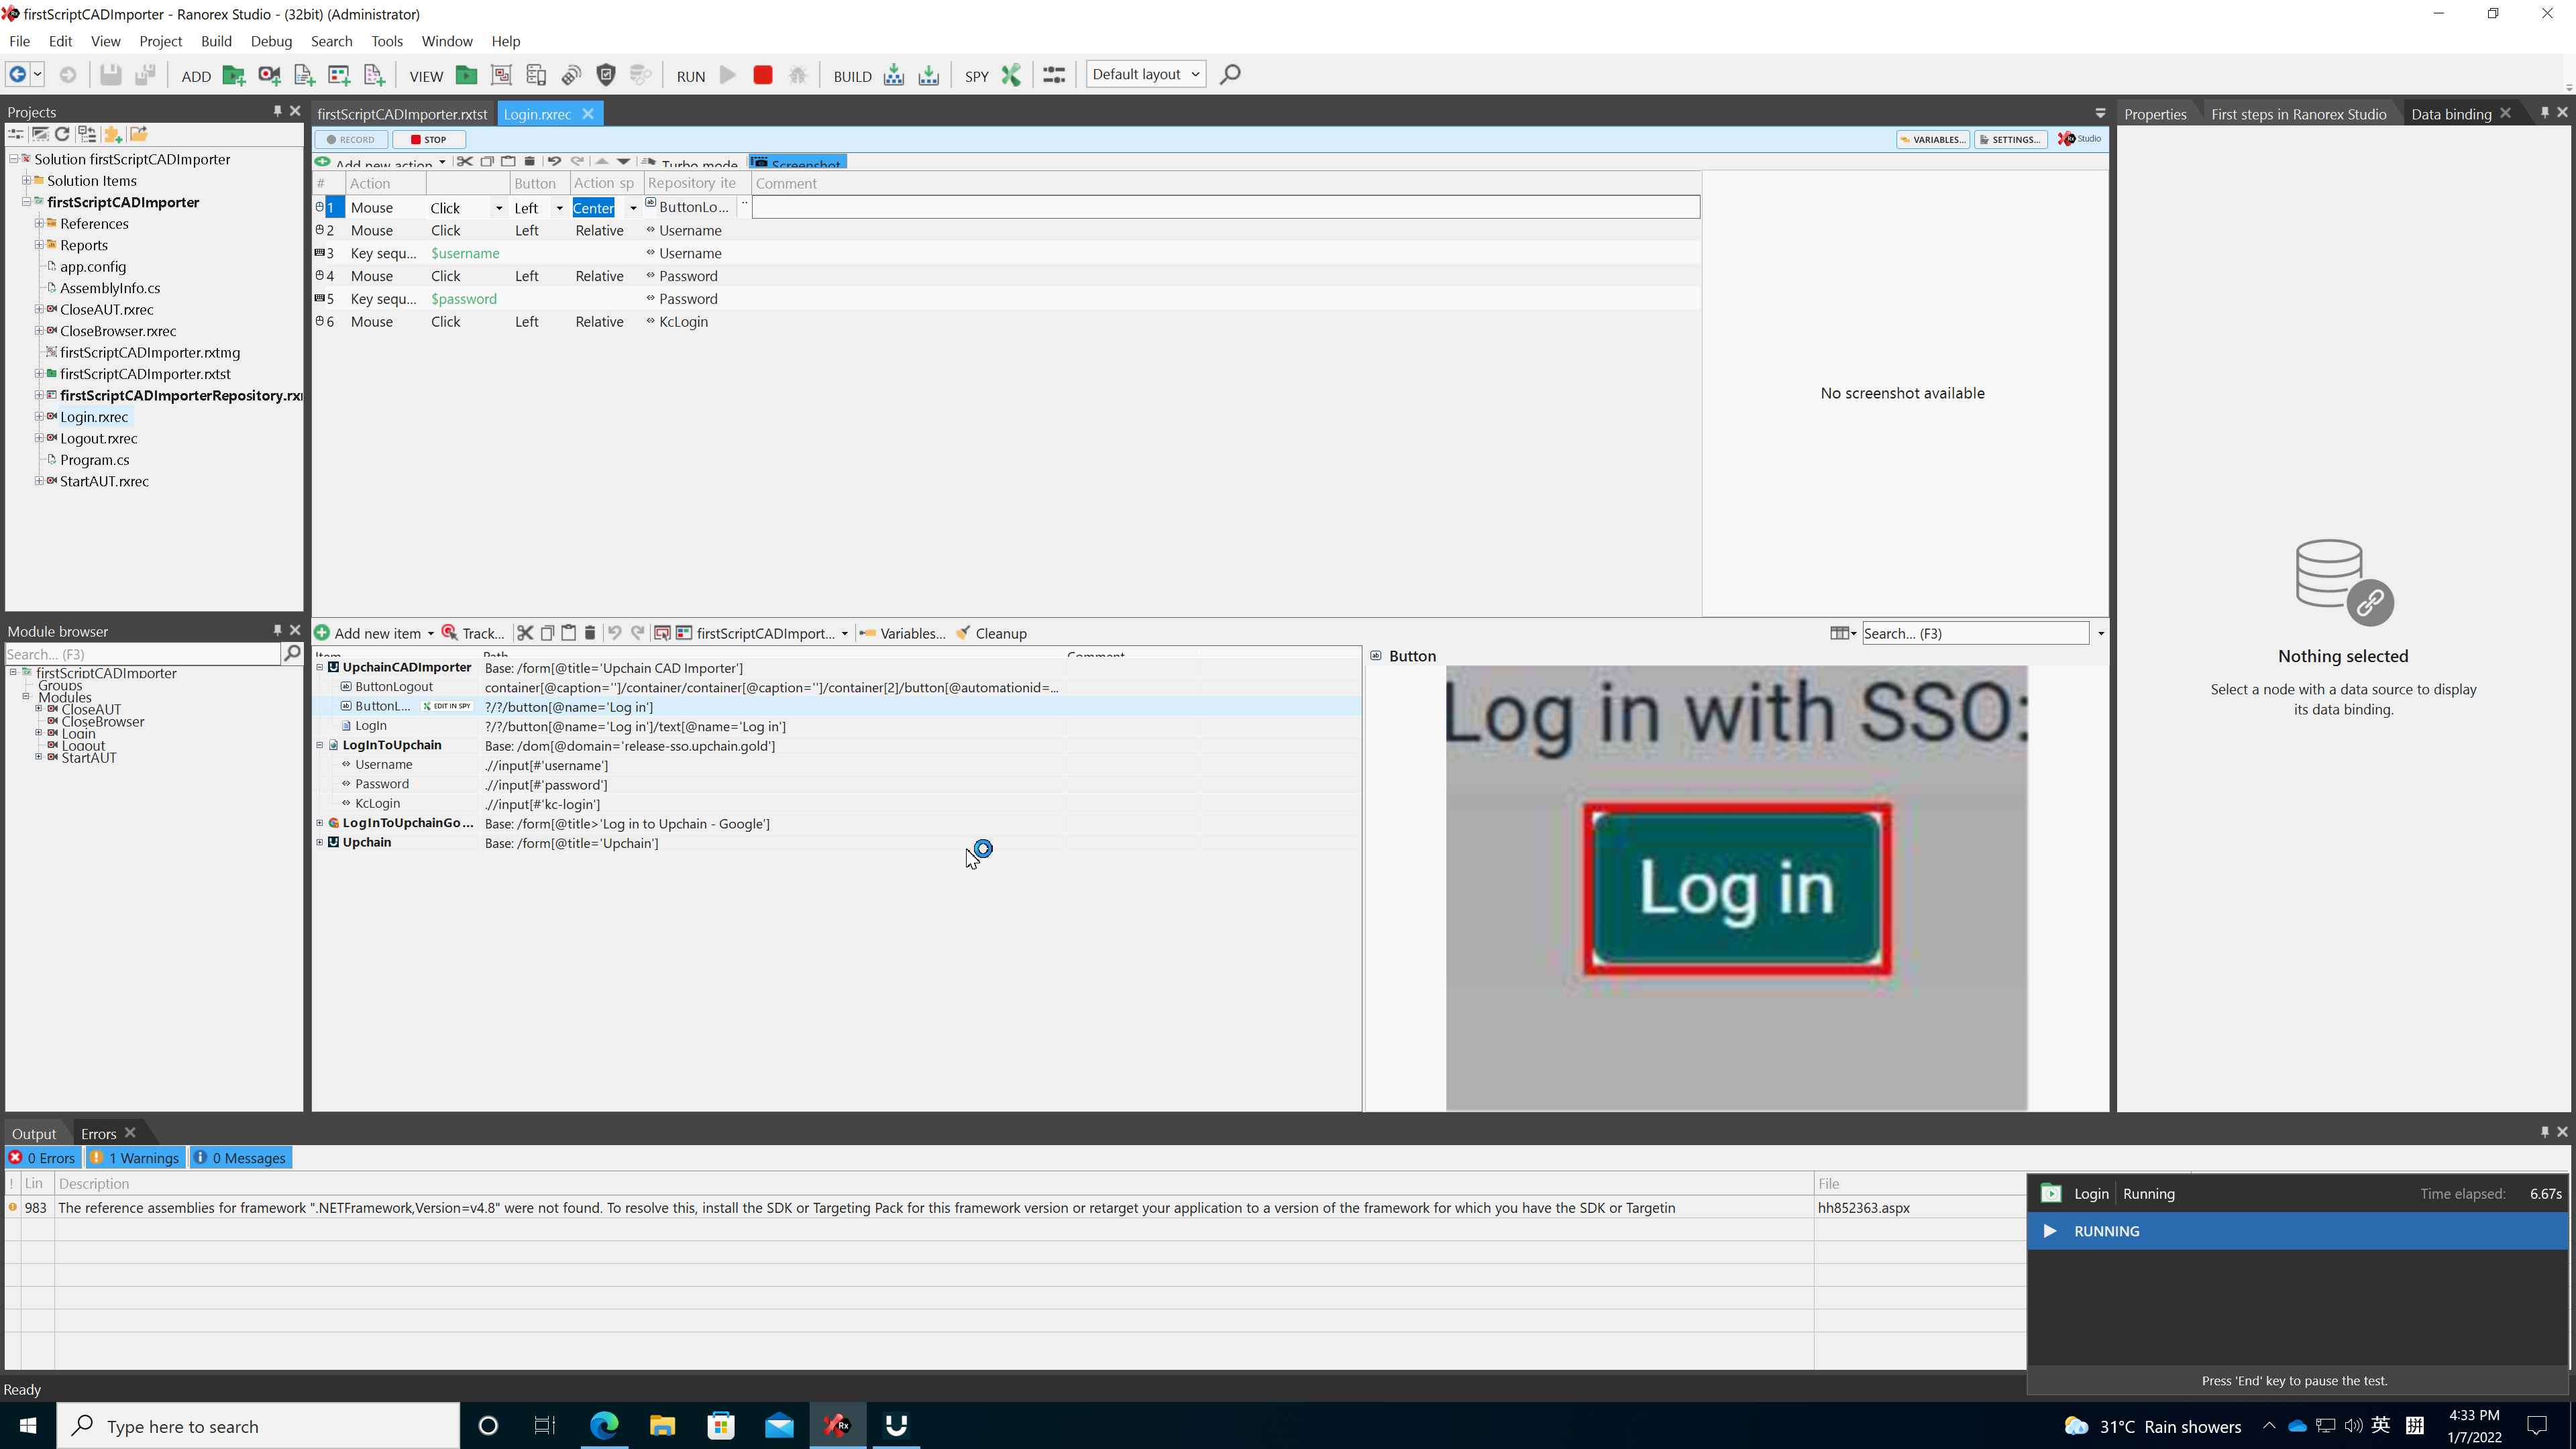 firstScriptCADImporter - Ranorex Studio - (32bit) (Administrator)
File Edit View Project Build Debug Search Tools Window Help
ADD VIEW RUN BUILD SPY Default layout
Projects
Solution firstScriptCADImporter
Solution Items
firstScriptCADImporter
References
Reports
app.config
AssemblyInfo.cs
CloseAUT.rxrec
CloseBrowser.rxrec
firstScriptCADImporter.rxtmg
firstScriptCADImporter.rxtst
firstScriptCADImporterRepository.rx
Login.rxrec
Logout.rxrec
Program.cs
StartAUT.rxrec
Module browser
Search... (F3)
firstScriptCADImporter
Groups
Modules
CloseAUT
CloseBrowser
Login
Logout
StartAUT
firstScriptCADImporter.rxtst Login.rxrec
RECORD STOP VARIABLES... SETTINGS... Rx Studio
Add new action Turbo mode Screenshot
# Action Button Action sp Repository ite Comment
1 Mouse Click Left Center ButtonLo... ..
2 Mouse Click Left Relative Username
3 Key sequ... $username Username
4 Mouse Click Left Relative Password
5 Key sequ... $password Password
6 Mouse Click Left Relative KcLogin
No screenshot available
Add new item Track... firstScriptCADImport... Variables... Cleanup Search... (F3)
Item Path Comment
UpchainCADImporter Base: /form[@title='Upchain CAD Importer']
ButtonLogout container[@caption='']/container/container[@caption='']/container[2]/button[@automationid=...
ButtonL... EDIT IN SPY ?/?/button[@name='Log in']
LogIn ?/?/button[@name='Log in']/text[@name='Log in']
LogInToUpchain Base: /dom[@domain='release-sso.upchain.gold']
Username .//input[#'username']
Password .//input[#'password']
KcLogin .//input[#'kc-login']
LogInToUpchainGo... Base: /form[@title>'Log in to Upchain - Google']
Upchain Base: /form[@title='Upchain']
Button
Log in with SSO:
Log in
Properties First steps in Ranorex Studio Data binding
Nothing selected
Select a node with a data source to display
its data binding.
Output Errors
0 Errors 1 Warnings 0 Messages
! Lin Description File
983 The reference assemblies for framework ".NETFramework,Version=v4.8" were not found. To resolve this, install the SDK or Targeting Pack for this framework version or retarget your application to a version of the framework for which you have the SDK or Targetin hh852363.aspx
Login Running Time elapsed: 6.67s
RUNNING
Press 'End' key to pause the test.
Ready
Type here to search
Rx
31°C Rain showers
英 拼
4:33 PM
1/7/2022